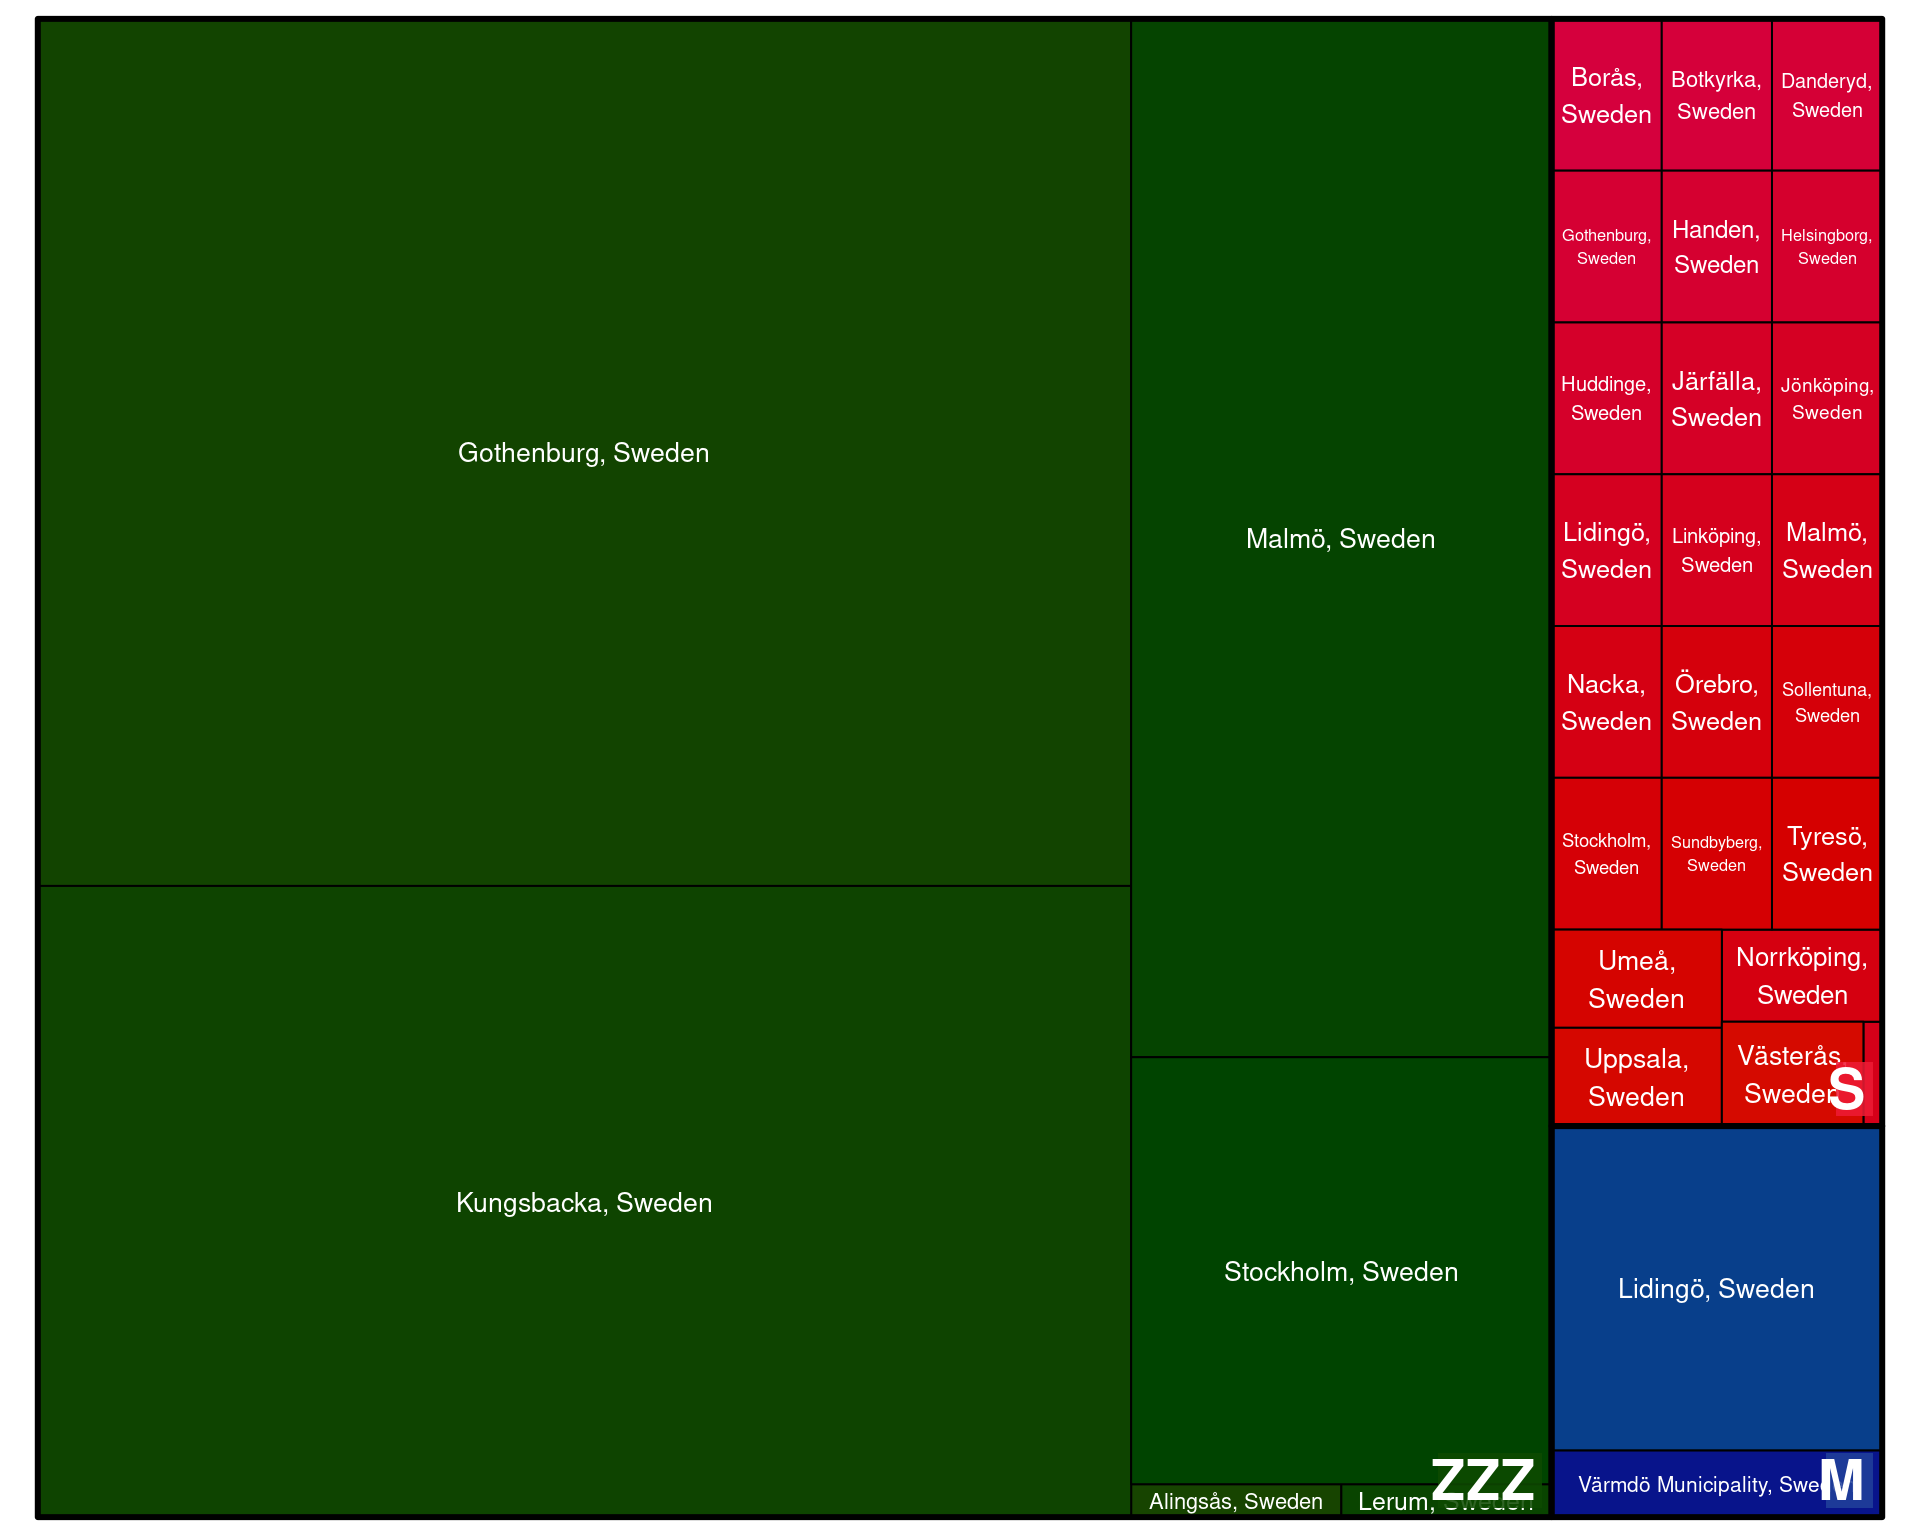 Gothenburg, Sweden
Kungsbacka, Sweden
Malmö, Sweden
Stockholm, Sweden
Alingsås, Sweden
Lerum, Sweden
ZZZ
Borås,
Sweden
Botkyrka,
Sweden
Danderyd,
Sweden
Gothenburg,
Sweden
Handen,
Sweden
Helsingborg,
Sweden
Huddinge,
Sweden
Järfälla,
Sweden
Jönköping,
Sweden
Lidingö,
Sweden
Linköping,
Sweden
Malmö,
Sweden
Nacka,
Sweden
Örebro,
Sweden
Sollentuna,
Sweden
Stockholm,
Sweden
Sundbyberg,
Sweden
Tyresö,
Sweden
Umeå,
Sweden
Norrköping,
Sweden
Uppsala,
Sweden
Västerås,
Sweden
S
Lidingö, Sweden
Värmdö Municipality, Sweden
M